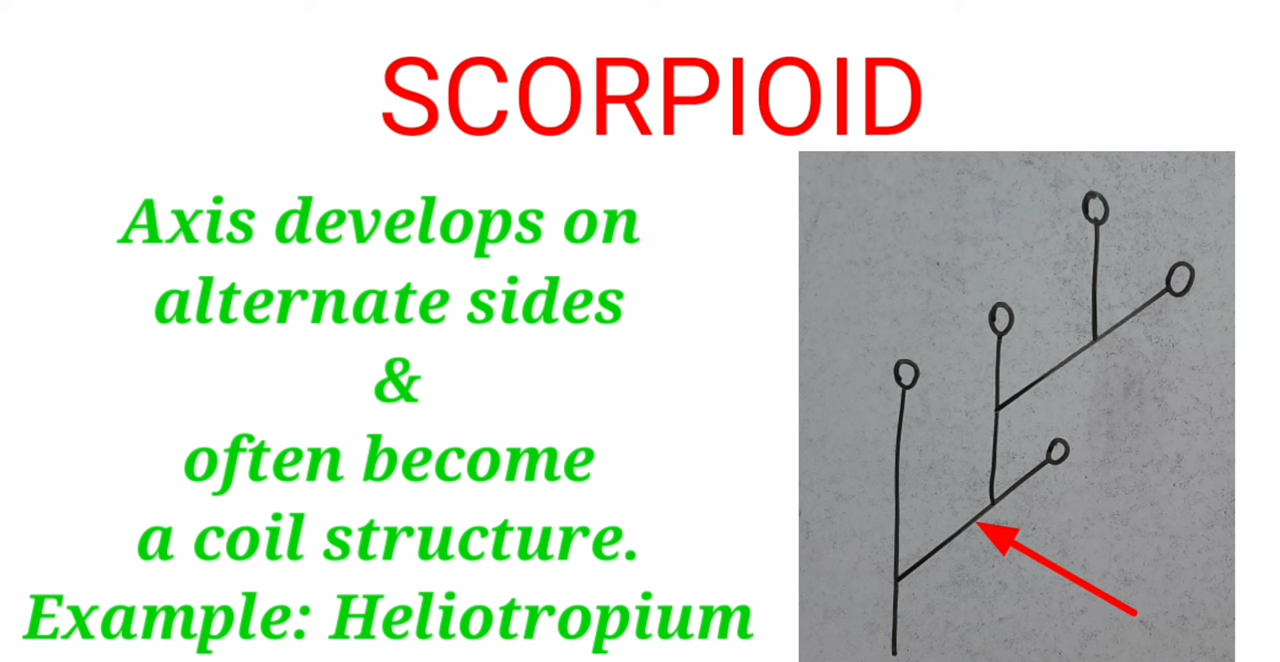 SCORPIOID
Axis develops on
alternate sides
&
often become
a coil structure.
Example: Heliotropium